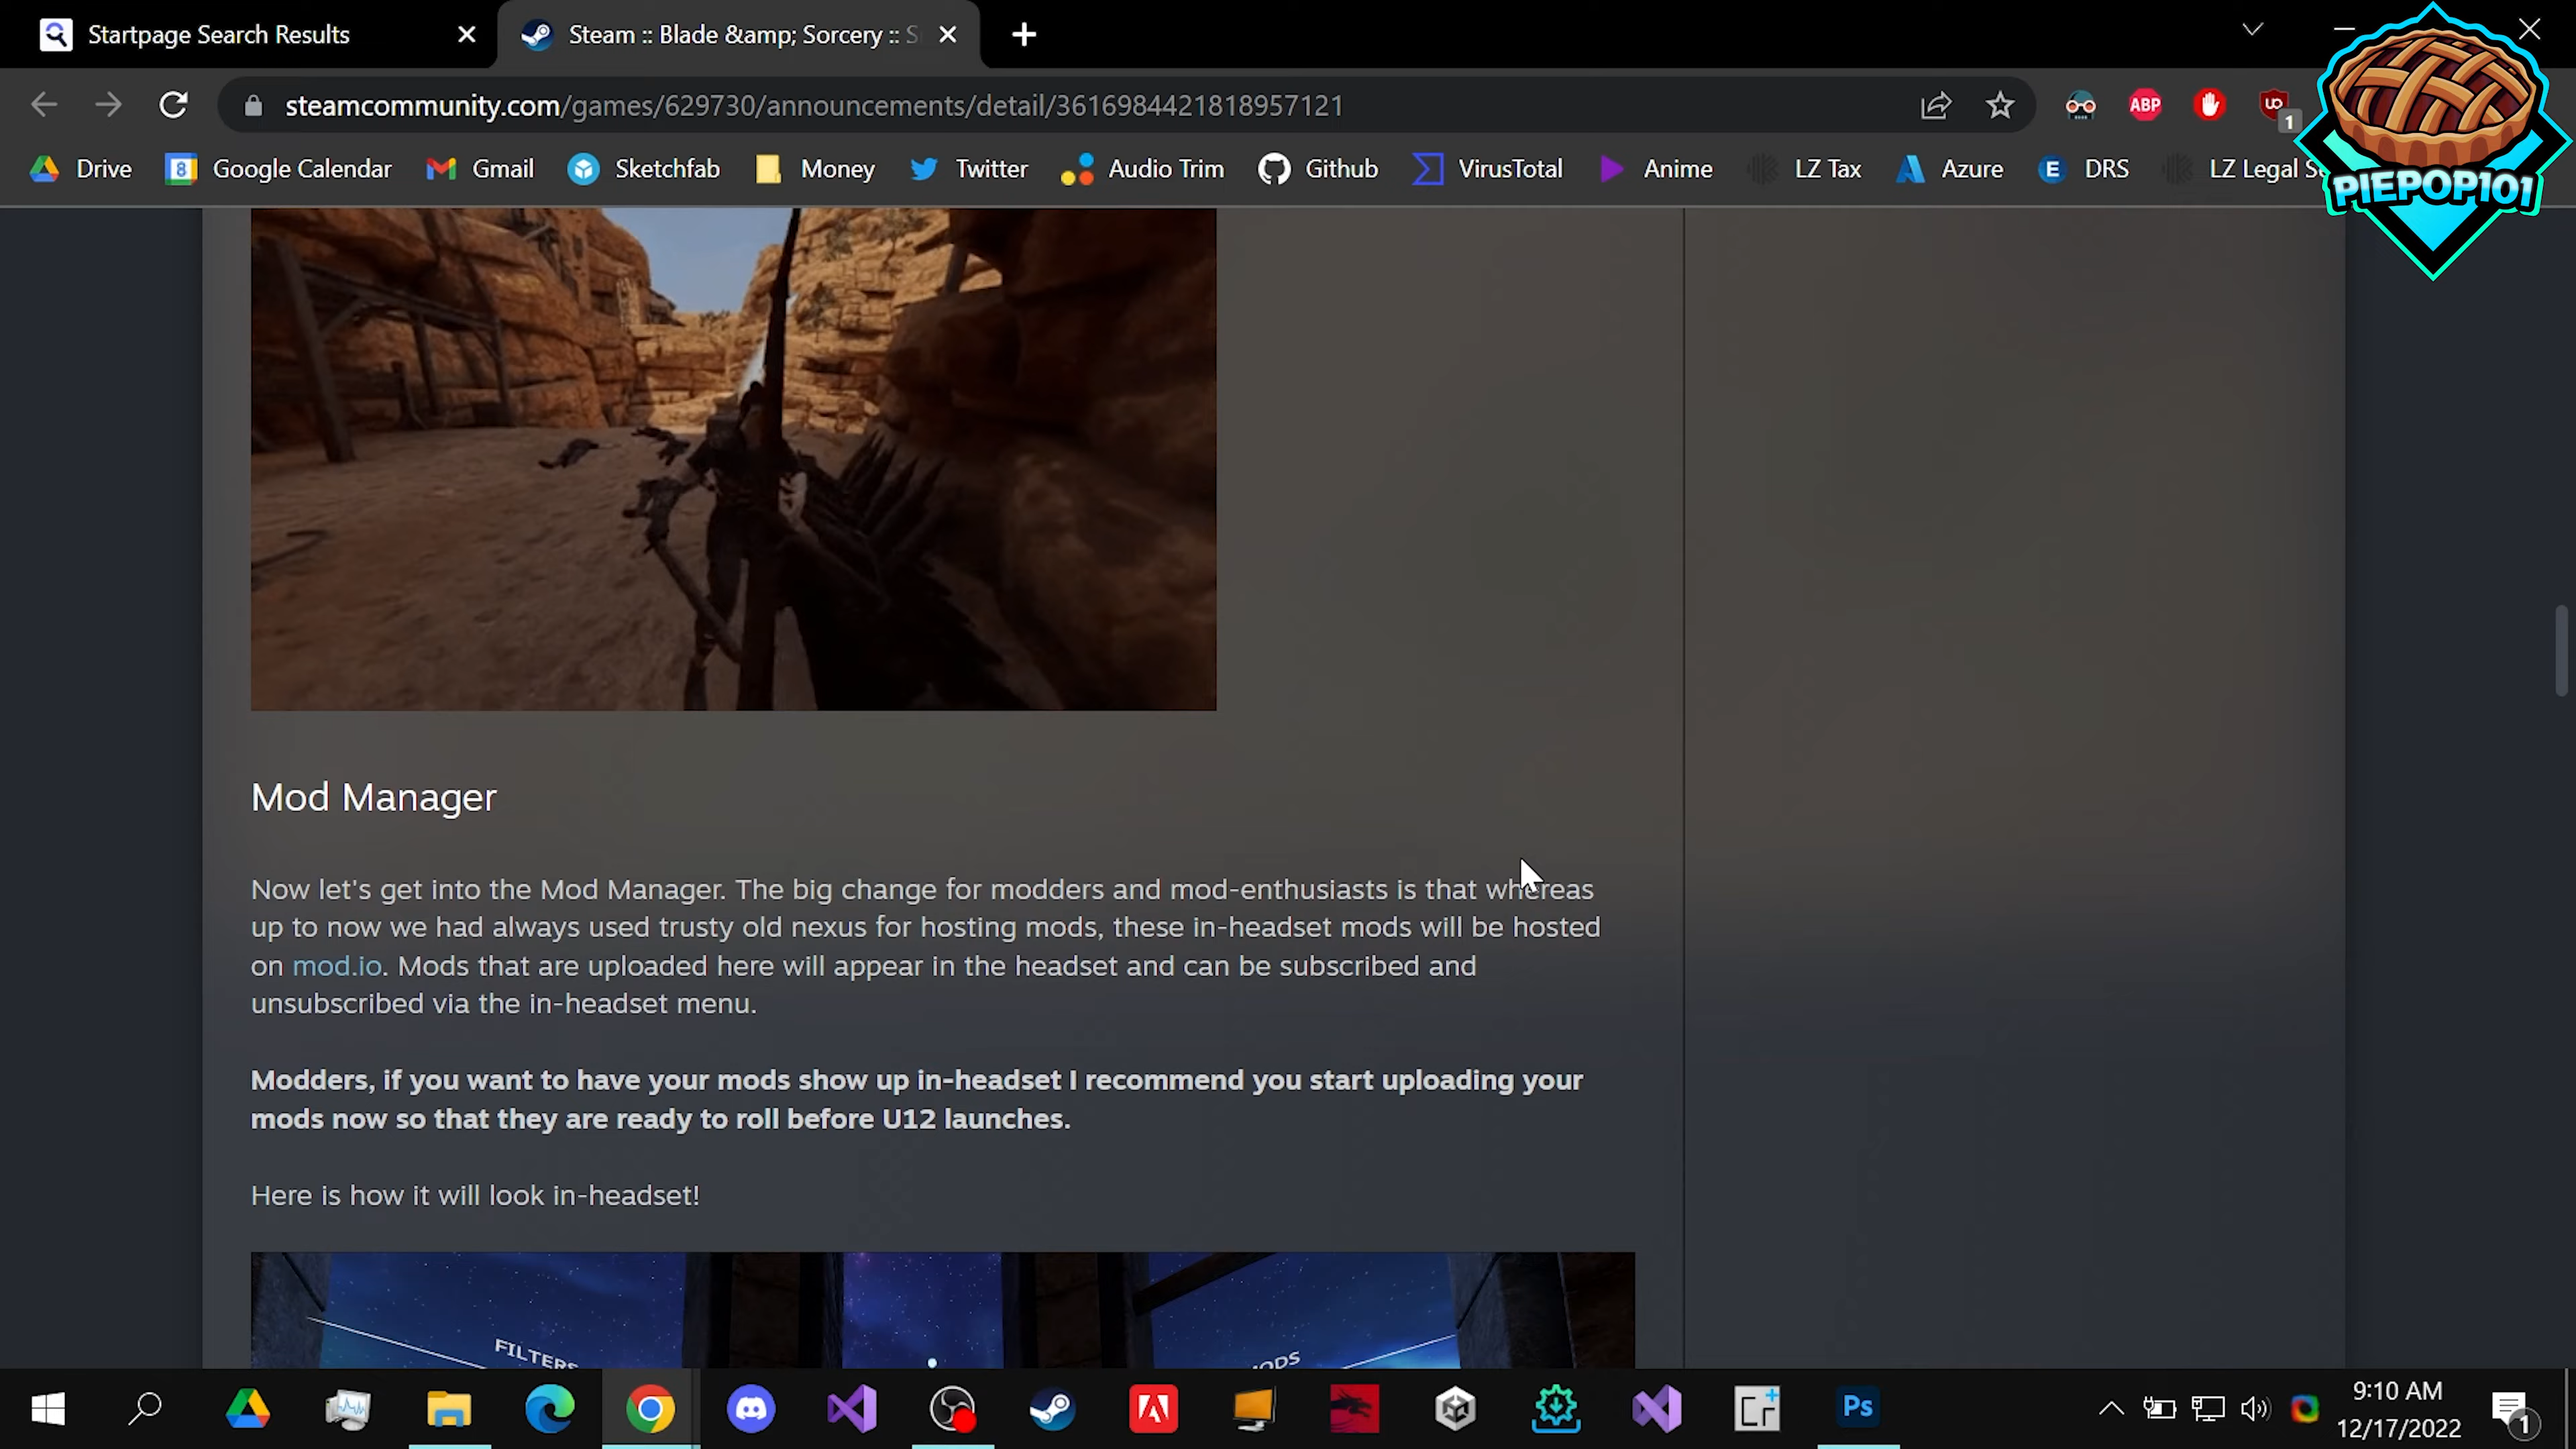 Startpage Search Results
Steam :: Blade &amp; Sorcery :: S
steamcommunity.com/games/629730/announcements/detail/3616984421818957121
ABP
UD
1
Drive
8
Google Calendar
Gmail
Sketchfab
Money
Twitter
Audio Trim
Github
VirusTotal
Anime
LZ Tax
Azure
E
DRS
LZ Legal S
PIEPOP101
Mod Manager
Now let's get into the Mod Manager. The big change for modders and mod-enthusiasts is that whereas
up to now we had always used trusty old nexus for hosting mods, these in-headset mods will be hosted
on mod.io. Mods that are uploaded here will appear in the headset and can be subscribed and
unsubscribed via the in-headset menu.
Modders, if you want to have your mods show up in-headset I recommend you start uploading your
mods now so that they are ready to roll before U12 launches.
Here is how it will look in-headset!
FILTERS
MODS
Cr
Ps
9:10 AM
12/17/2022
1